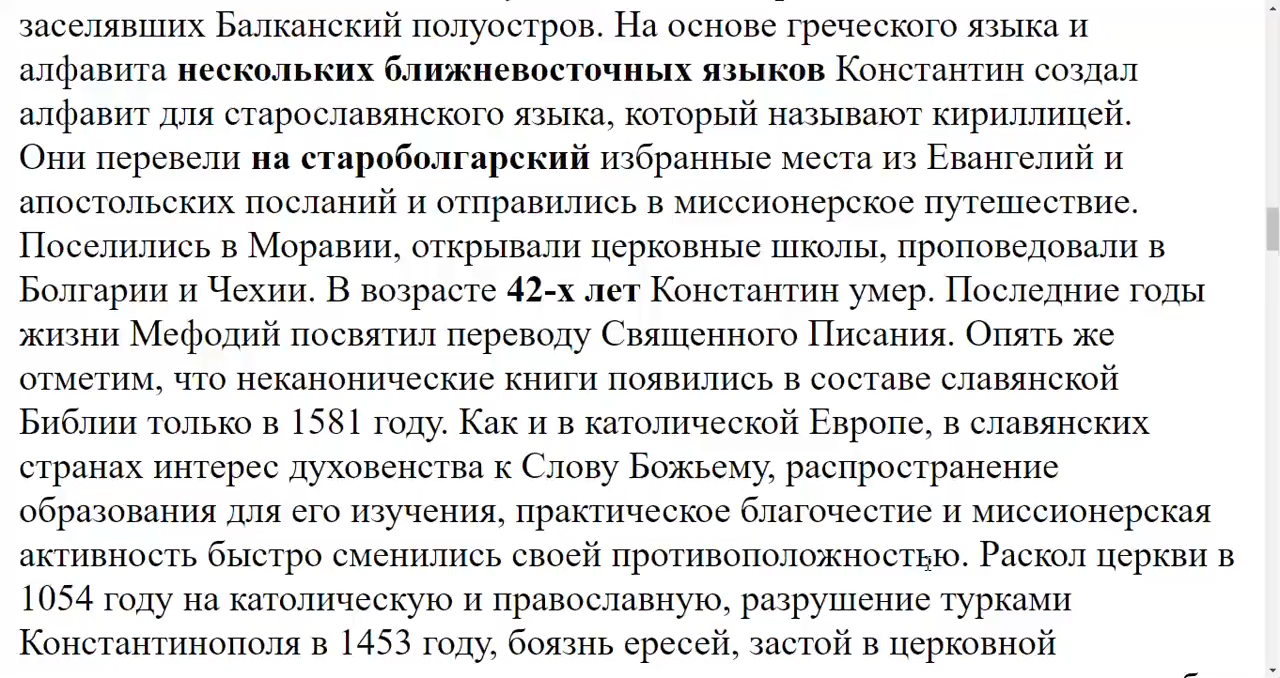 заселявших Балканский полуостров. На основе греческого языка и
алфавита нескольких ближневосточных языков Константин создал
алфавит для старославянского языка, который называют кириллицей.
Они перевели на староболгарский избранные места из Евангелий и
апостольских посланий и отправились в миссионерское путешествие.
Поселились в Моравии, открывали церковные школы, проповедовали в
Болгарии и Чехии. В возрасте 42-х лет Константин умер. Последние годы
жизни Мефодий посвятил переводу Священного Писания. Опять же
отметим, что неканонические книги появились в составе славянской
Библии только в 1581 году. Как и в католической Европе, в славянских
странах интерес духовенства к Слову Божьему, распространение
образования для его изучения, практическое благочестие и миссионерская
активность быстро сменились своей противоположностью. Раскол церкви в
1054 году на католическую и православную, разрушение турками
Константинополя в 1453 году, боязнь ересей, застой в церковной